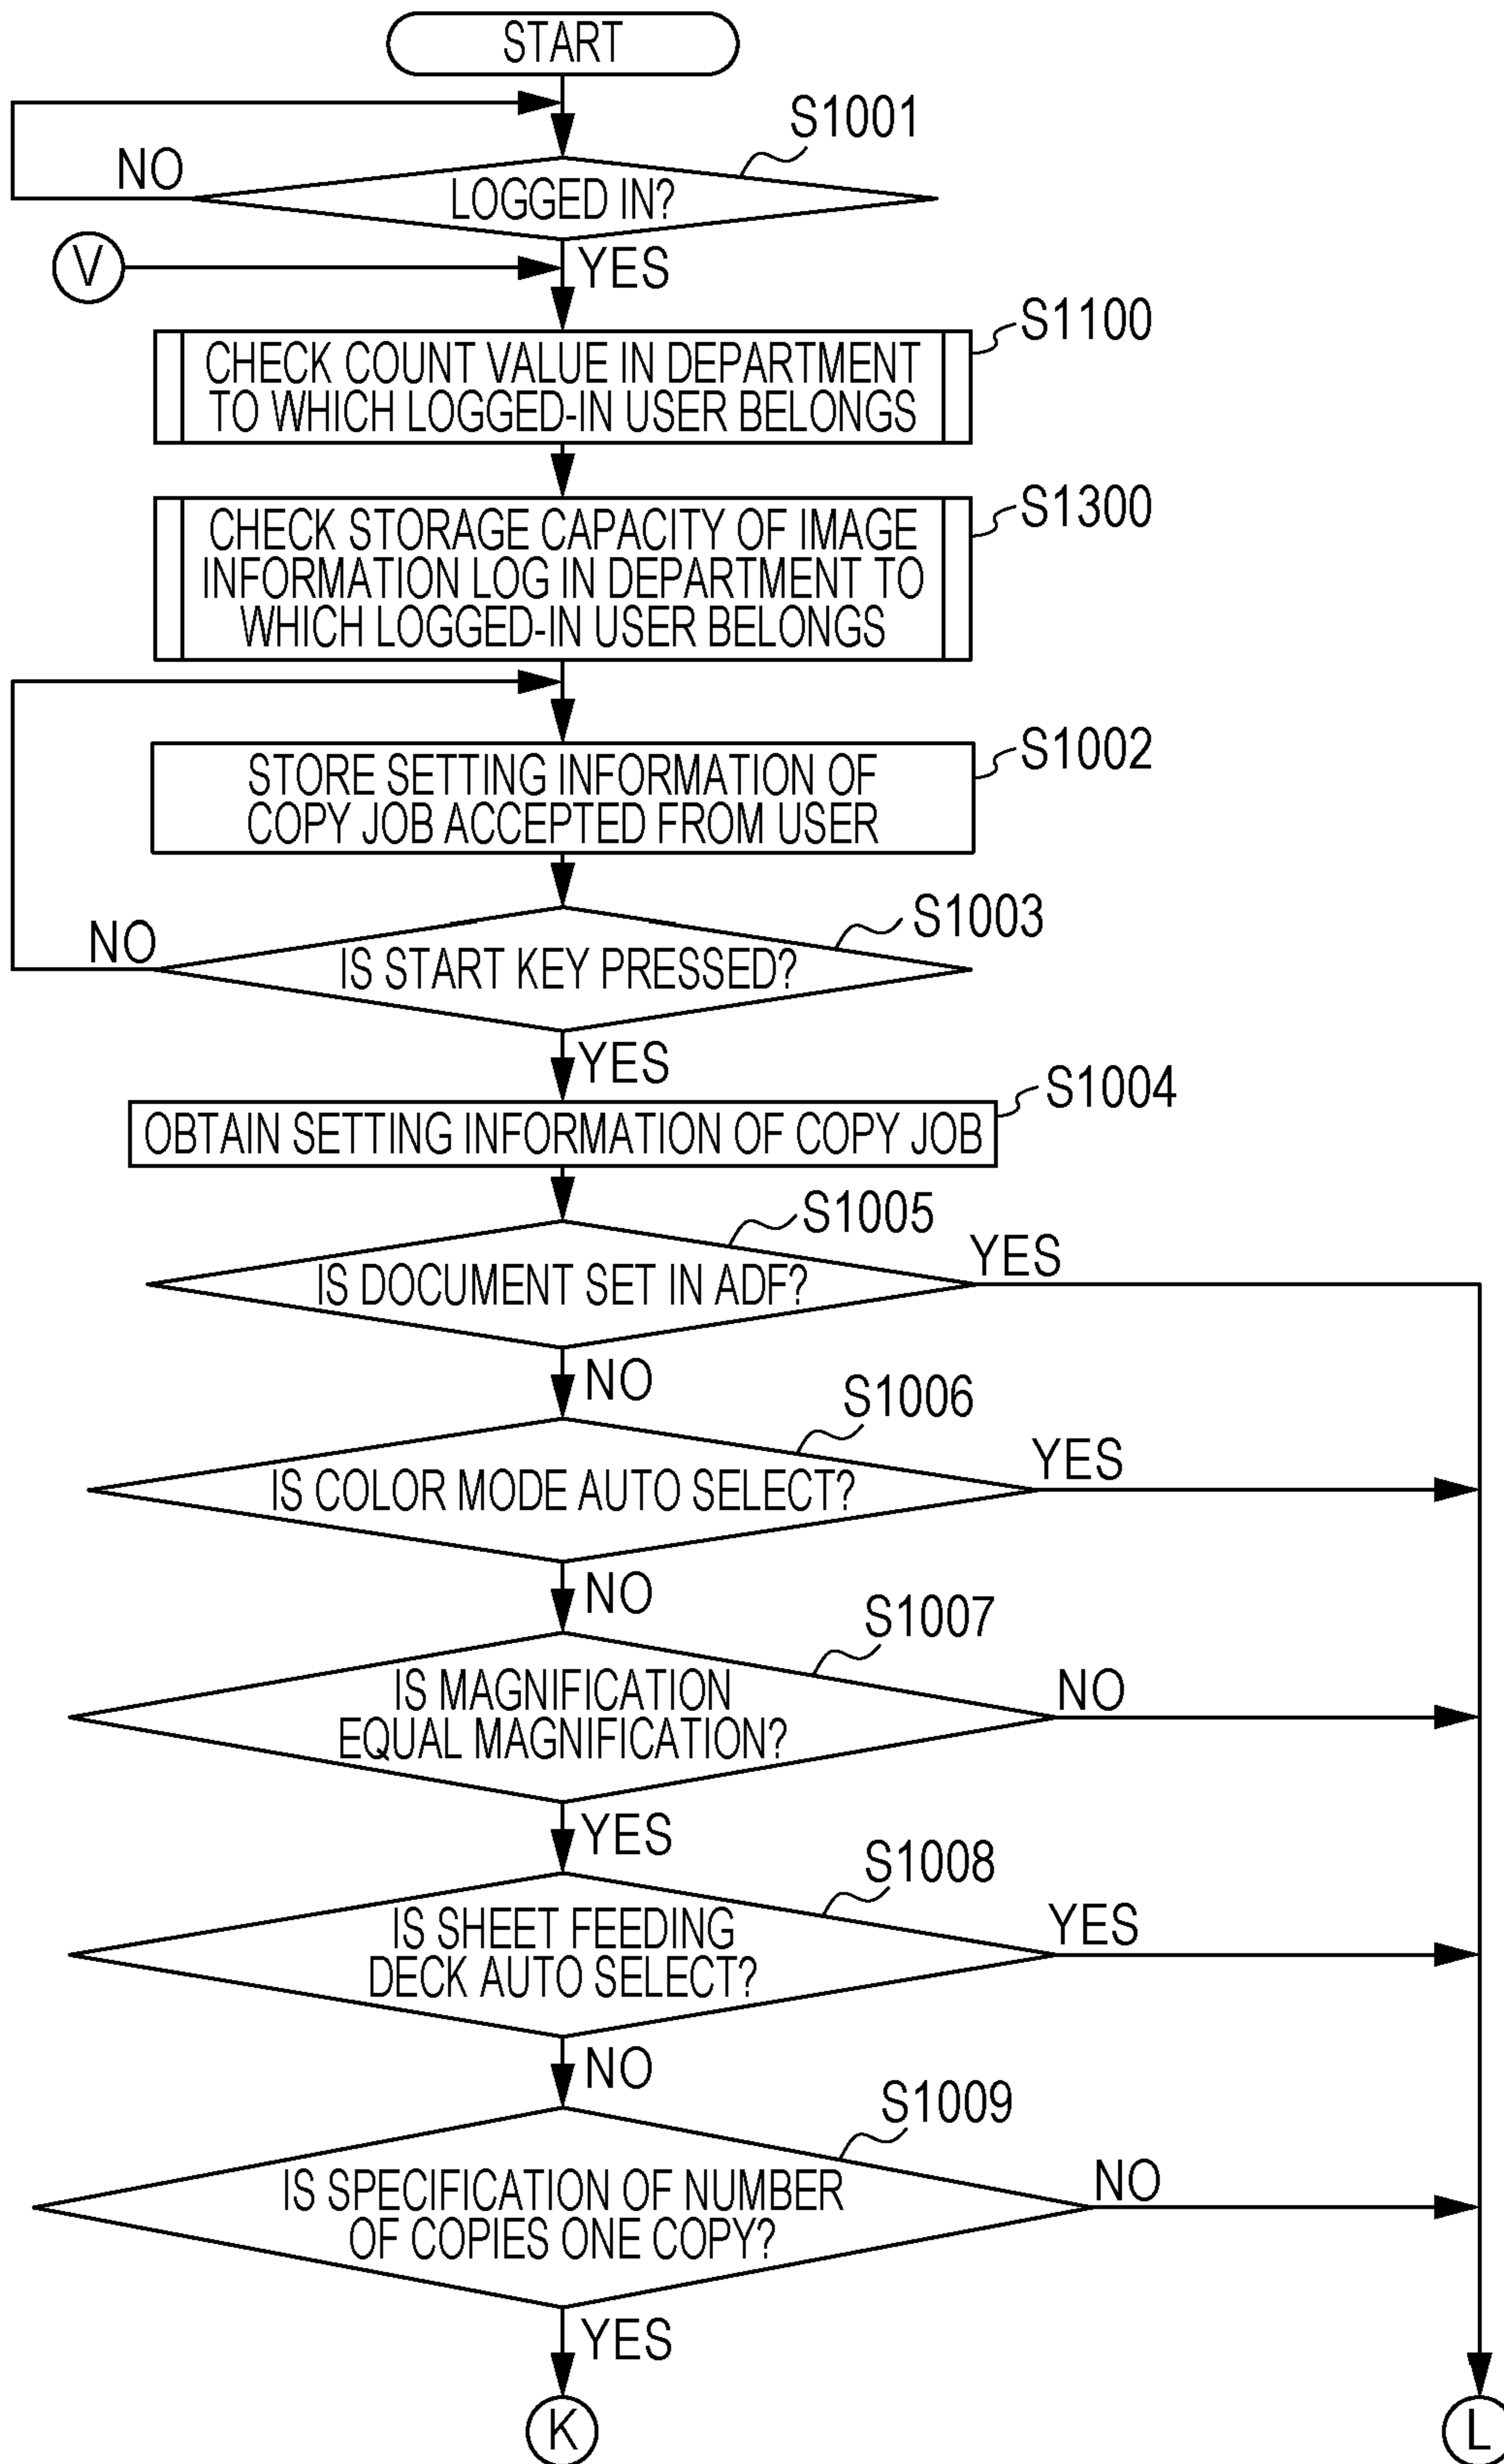 START
S1001
NO
LOGGED IN?
V
YES
S1100
CHECK COUNT VALUE IN DEPARTMENT
TO WHICH LOGGED-IN USER BELONGS
S1300
CHECK STORAGE CAPACITY OF IMAGE
INFORMATION LOG IN DEPARTMENT TO
WHICH LOGGED-IN USER BELONGS
S1002
STORE SETTING INFORMATION OF
COPY JOB ACCEPTED FROM USER
S1003
NO
IS START KEY PRESSED?
YES
S1004
OBTAIN SETTING INFORMATION OF COPY JOB
S1005
YES
IS DOCUMENT SET IN ADF?
NO
S1006
YES
IS COLOR MODE AUTO SELECT?
NO
S1007
NO
IS MAGNIFICATION
EQUAL MAGNIFICATION?
YES
S1008
YES
IS SHEET FEEDING
DECK AUTO SELECT?
NO
S1009
NO
IS SPECIFICATION OF NUMBER
OF COPIES ONE COPY?
YES
K
L